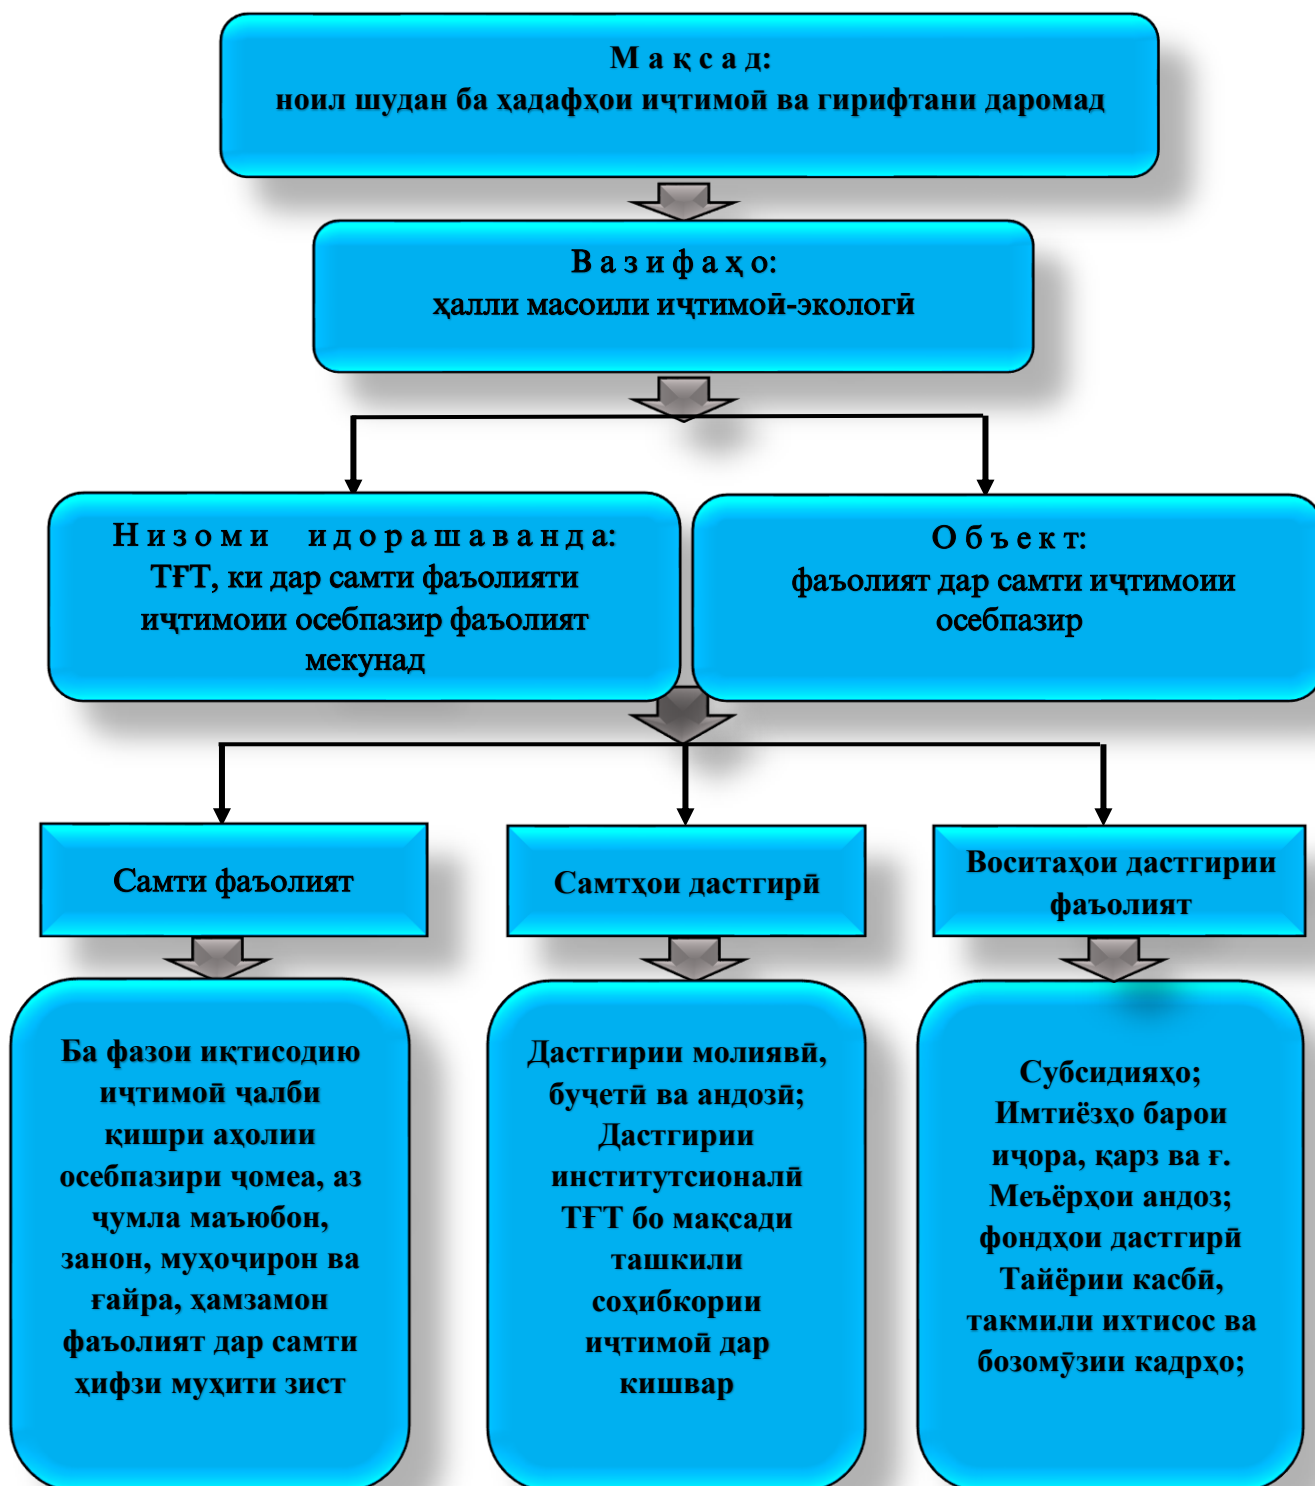 М а қ с а д:
ноил шудан ба ҳадафҳои иҷтимоӣ ва гирифтани даромад
В а з и ф а ҳ о:
ҳалли масоили иҷтимоӣ-экологӣ
Н и з о м и и д о р а ш а в а н д а:
ТҒТ, ки дар самти фаъолияти
иҷтимоии осебпазир фаъолият
мекунад
О б ъ е к т:
фаъолият дар самти иҷтимоии
осебпазир
Самти фаъолият
Самтҳои дастгирӣ
Воситаҳои дастгирии
фаъолият
Ба фазои иқтисодию
иҷтимоӣ ҷалби
қишри аҳолии
осебпазири ҷомеа, аз
ҷумла маъюбон,
занон, муҳоҷирон ва
ғайра, ҳамзамон
фаъолият дар самти
ҳифзи муҳити зист
Дастгирии молиявӣ,
буҷетӣ ва андозӣ;
Дастгирии
институтсионалӣ
ТҒТ бо мақсади
ташкили
соҳибкории
иҷтимоӣ дар
кишвар
Субсидияҳо;
Имтиёзҳо барои
иҷора, қарз ва ғ.
Меъёрҳои андоз;
фондҳои дастгирӣ
Тайёрии касбӣ,
такмили ихтисос ва
бозомӯзии кадрҳо;